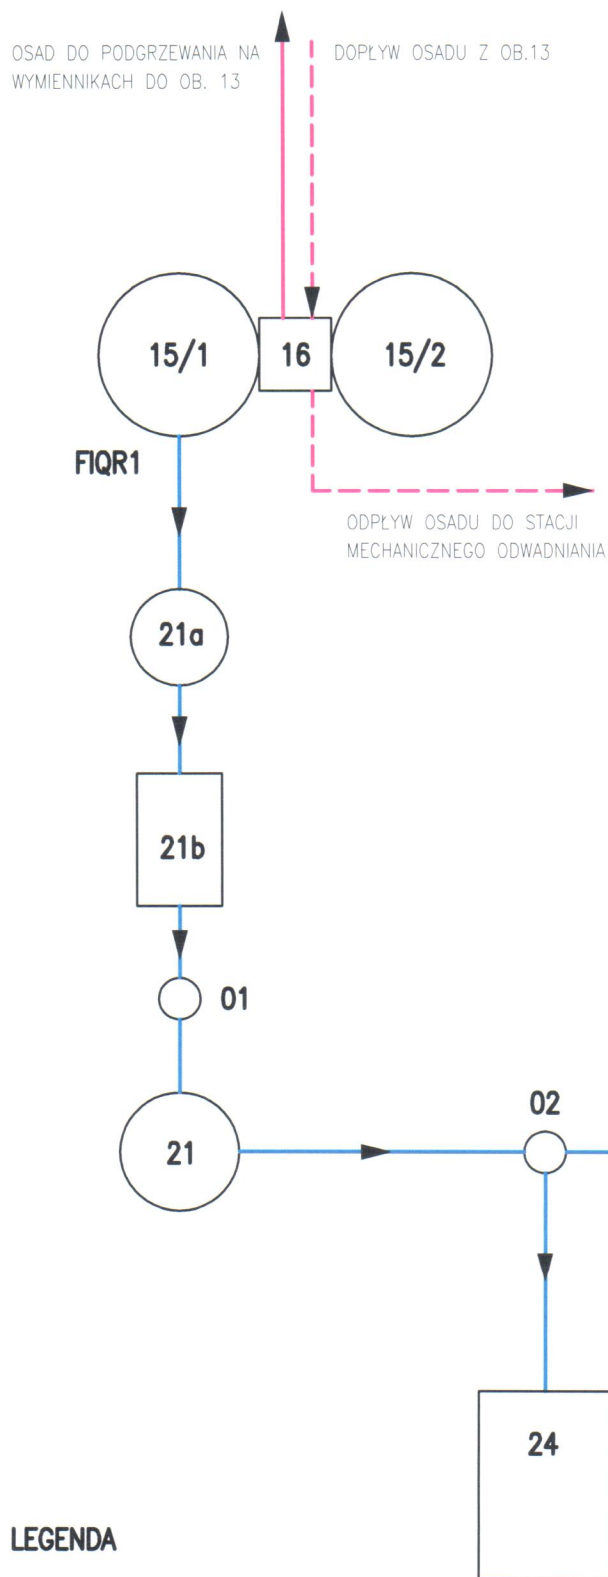 OSAD DO PODGRZEWANIA NA
WYMIENNIKACH DO OB. 13
DOPŁYW OSADU Z OB.13
15/1
16
15/2
FIQR1
ODPŁYW OSADU DO STACJI
MECHANICZNEGO ODWADNIANIA
21a
21b
01
02
21
24
LEGENDA